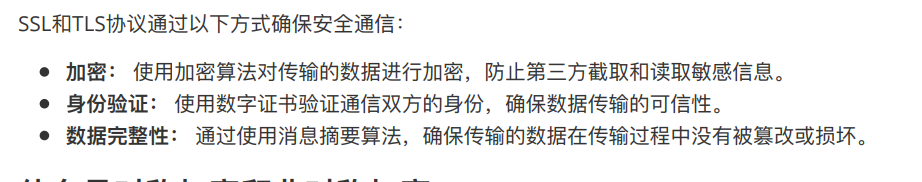 SSL和TLS协议通过以下方式确保安全通信：
加密： 使用加密算法对传输的数据进行加密，防止第三方截取和读取敏感信息。
身份验证： 使用数字证书验证通信双方的身份，确保数据传输的可信性。
数据完整性： 通过使用消息摘要算法，确保传输的数据在传输过程中没有被篡改或损坏。